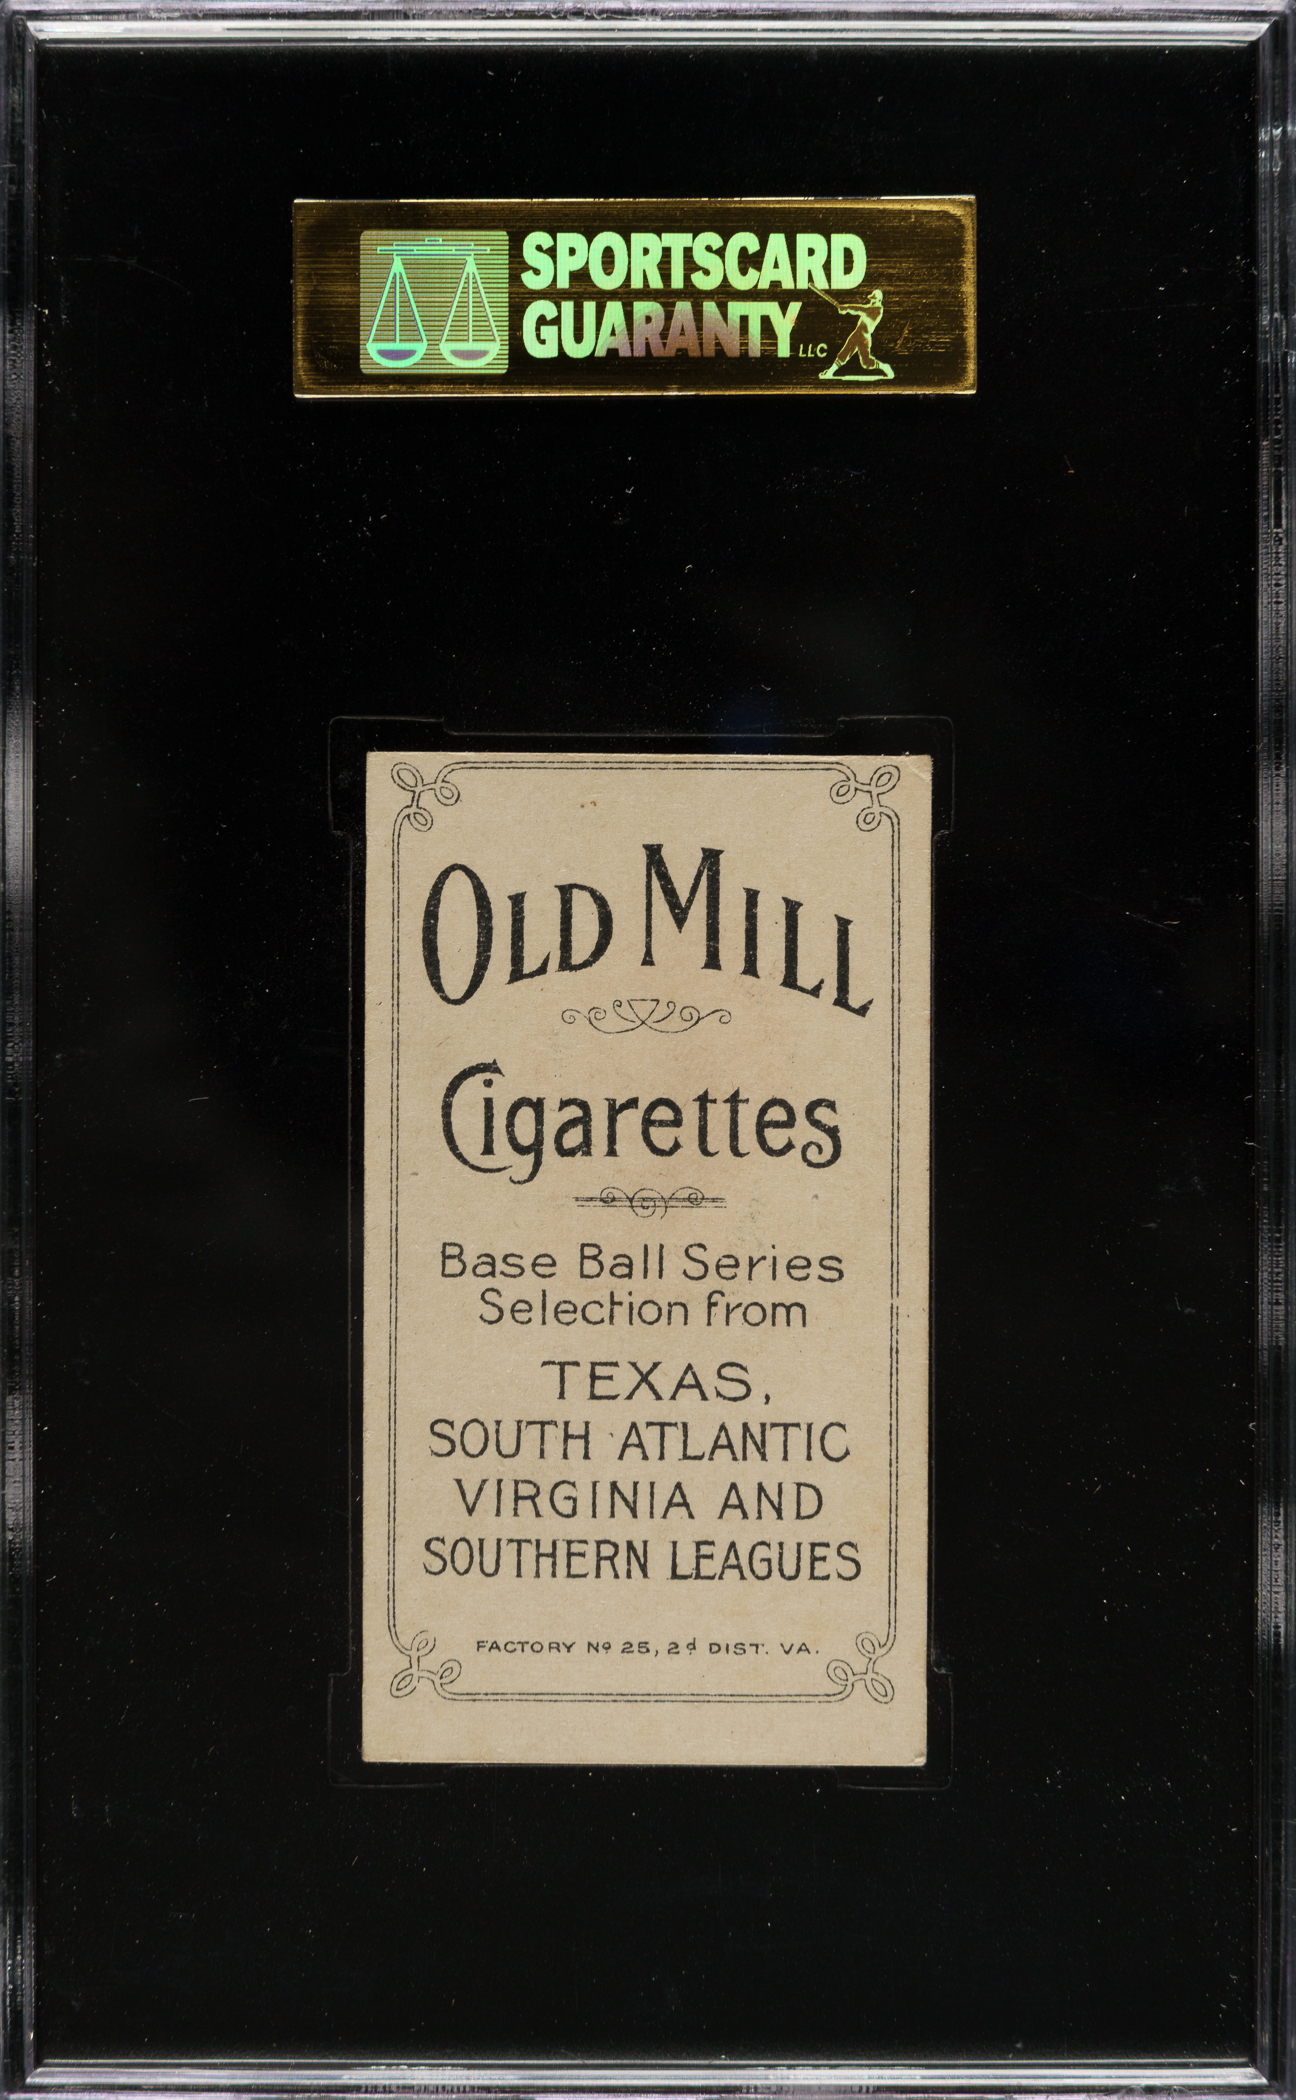 SPORTSCARD
GUARANTY LLC
OLD MILL
Cigarettes
Base Ball Series
Selection from
TEXAS,
SOUTH ATLANTIC
VIRGINIA AND
SOUTHERN LEAGUES
FACTORY Nº 25, 2d DIST. VA.